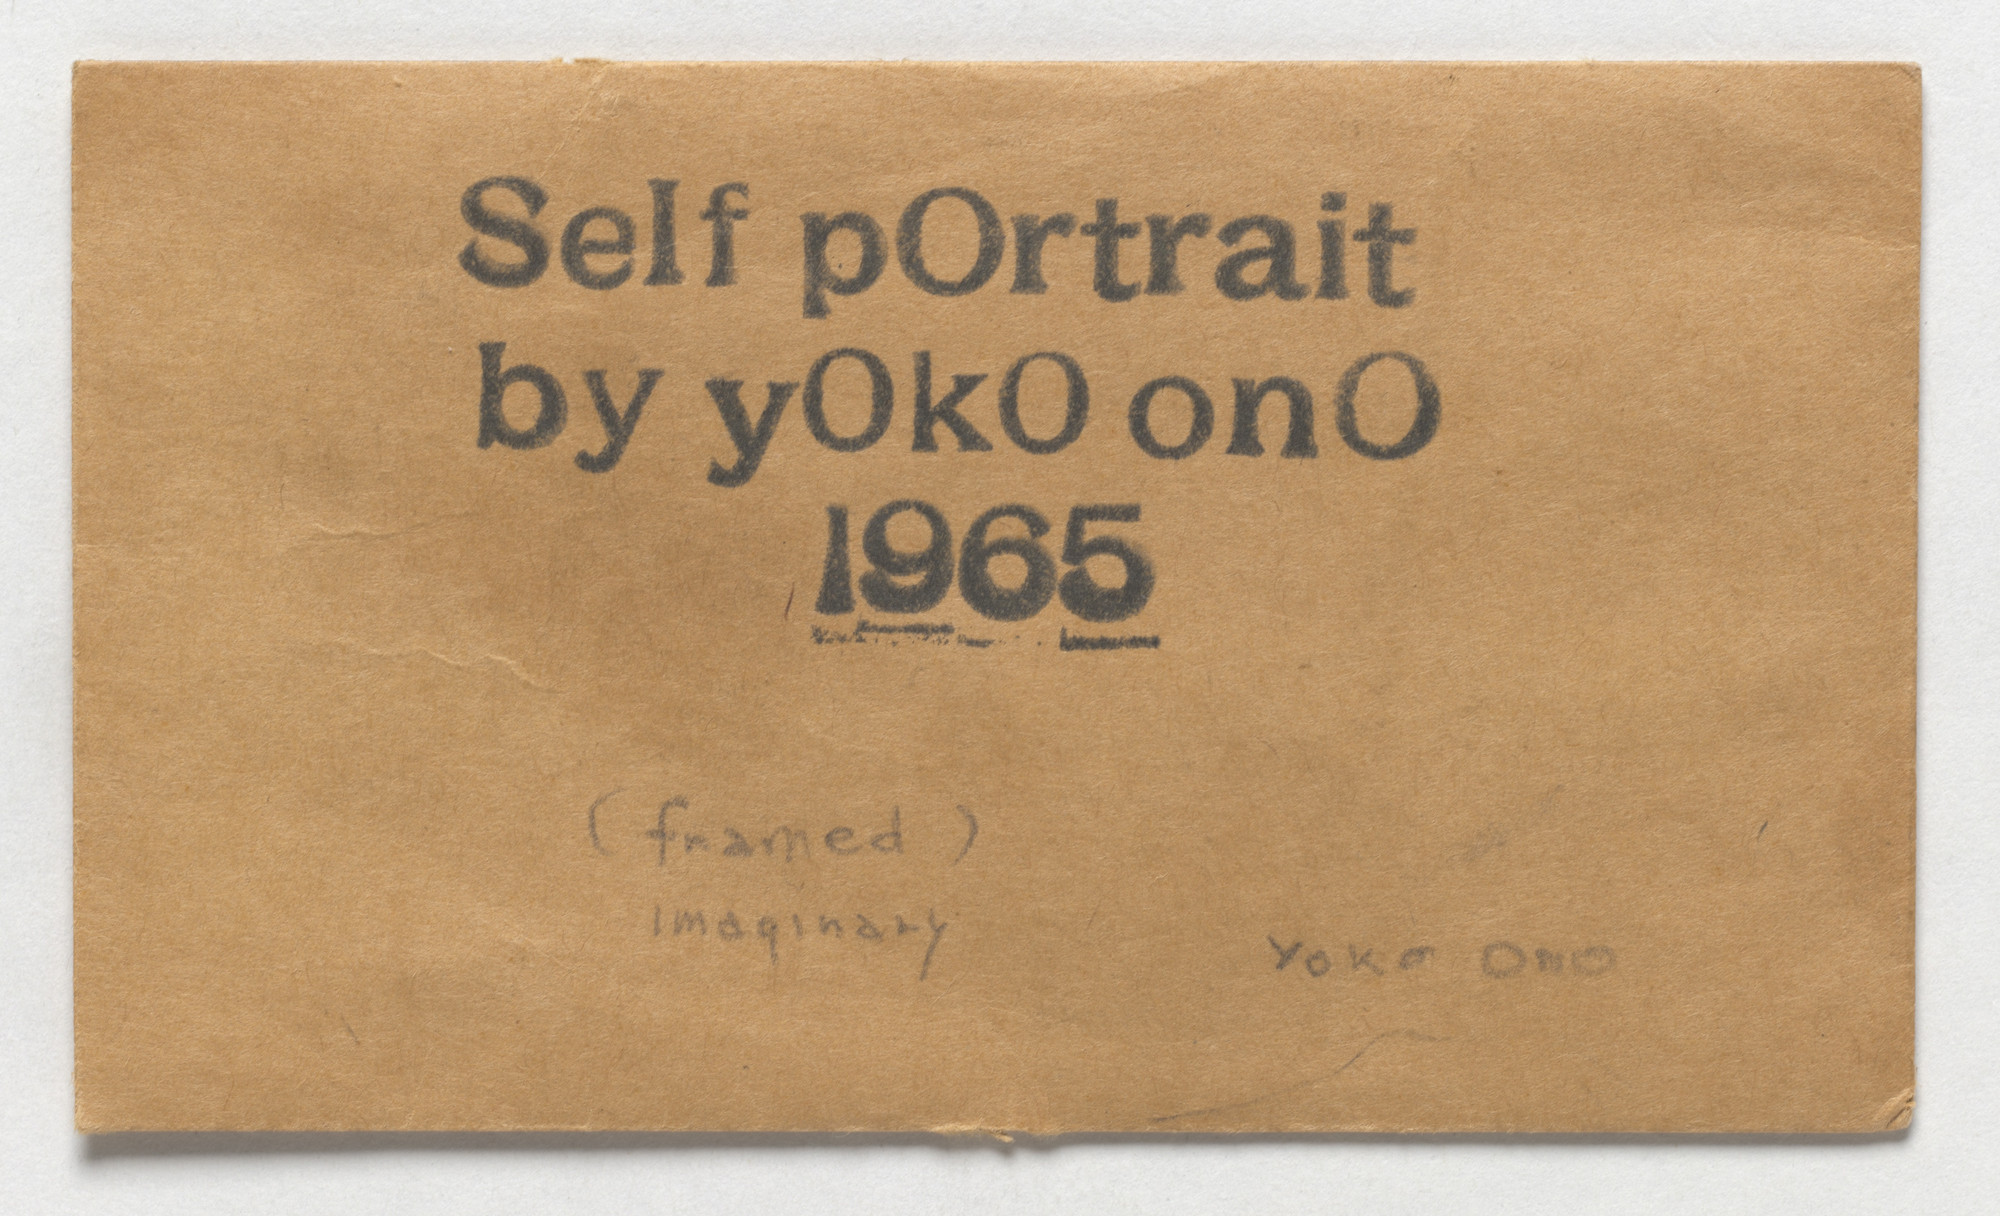 Self pOrtrait
by yOkO onO
1965
(framed)
imaginary
Yoko Ono